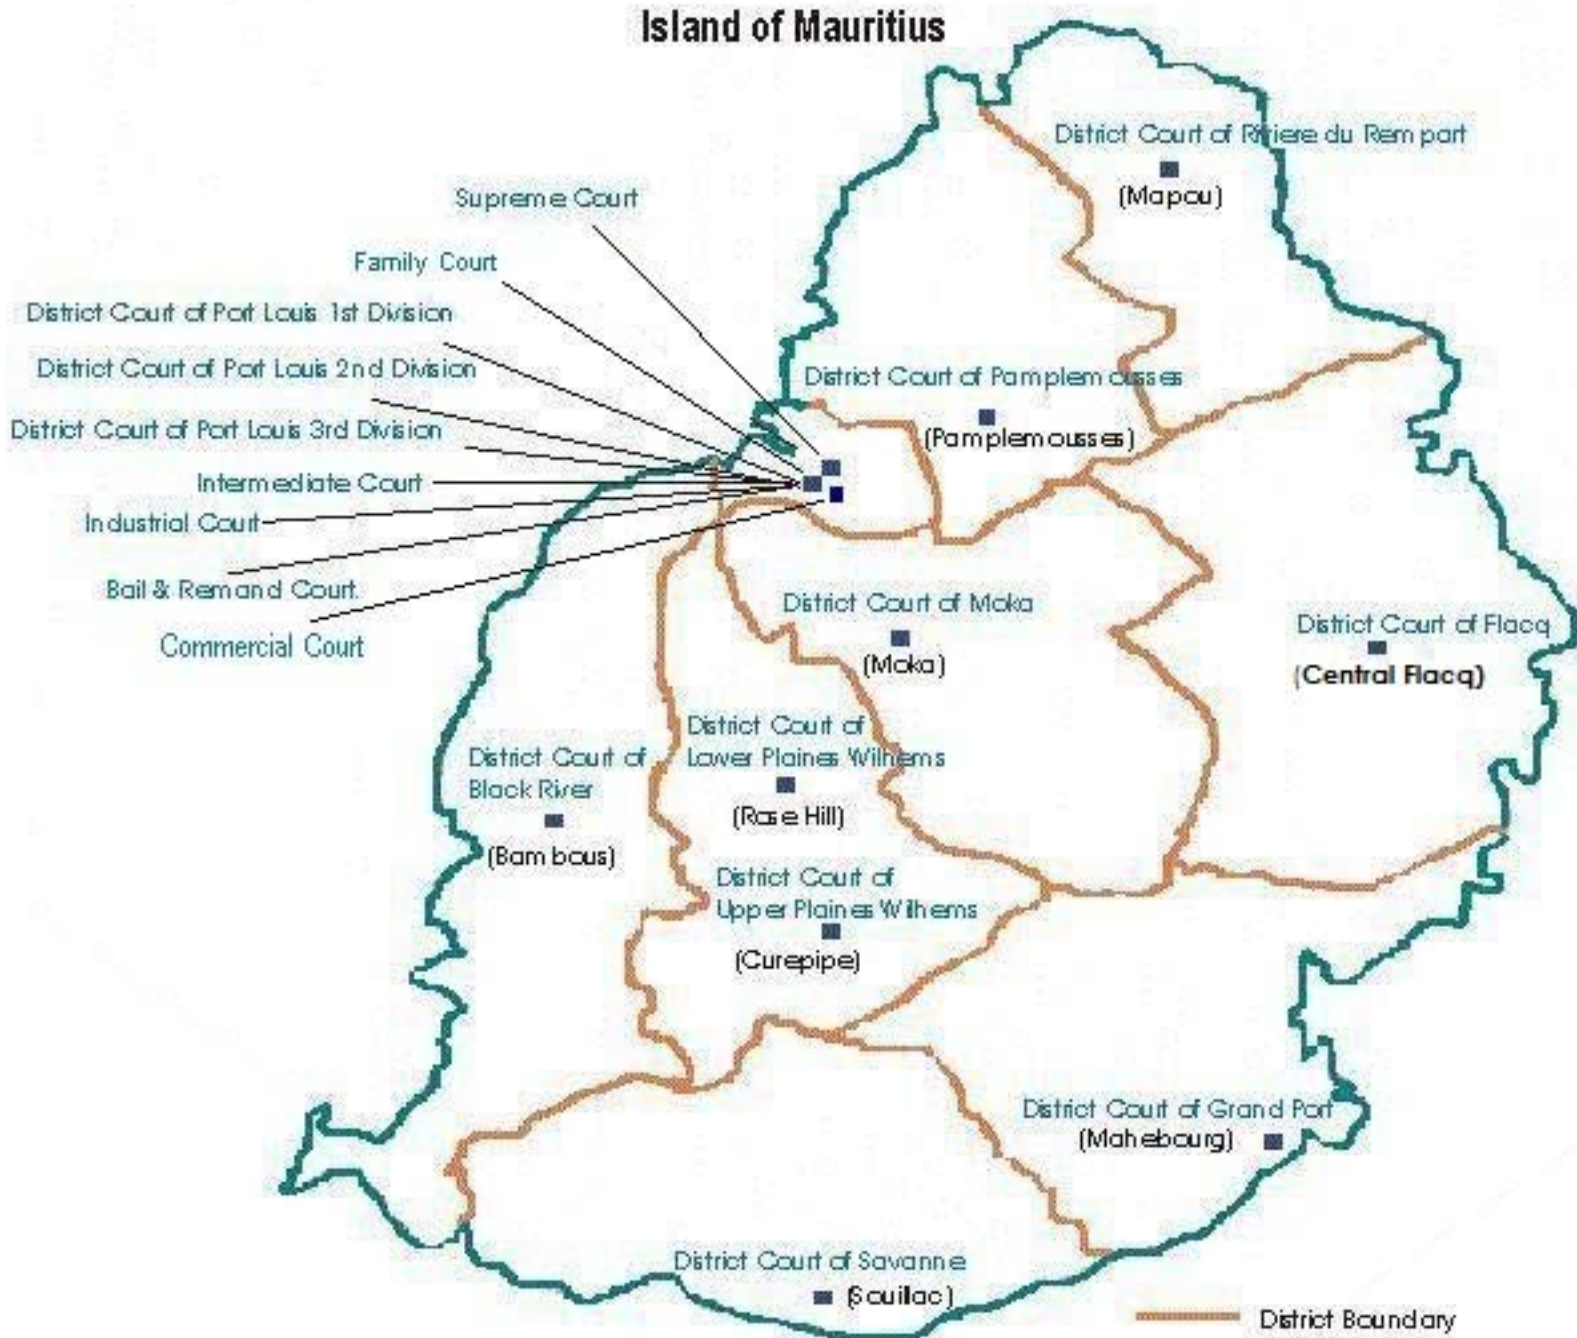 Island of Mauritius
District Court of Riviere du Rempart
(Mapou)
Supreme Court
Family Court
District Court of Port Louis 1st Division
District Court of Port Louis 2nd Division
District Court of Port Louis 3rd Division
Intermediate Court
Industrial Court
Bail & Remand Court
Commercial Court
District Court of Pamplemousses
(Pamplemousses)
District Court of Moka
(Moka)
District Court of Flacq
(Central Flacq)
District Court of
Lower Plaines Wilhems
(Rose Hill)
District Court of
Black River
(Bambous)
District Court of
Upper Plaines Wilhems
(Curepipe)
District Court of Grand Port
(Mahebourg)
District Court of Savanne
(Souillac)
District Boundary